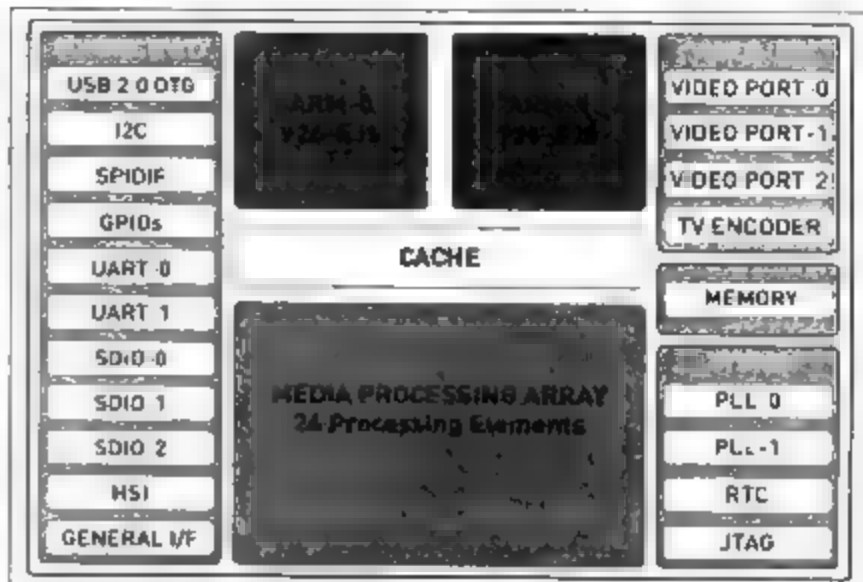 USB 2 0 OTG
I2C
SPIDIF
GPIOs
UART 0
UART 1
SDIO 0
SDIO 1
SDIO 2
HSI
GENERAL I/F
ARM-0
CACHE
MEDIA PROCESSING ARRAY
24 Processing Elements
VIDEO PORT 0
VIDEO PORT-1
VIDEO PORT 2
TV ENCODER
MEMORY
PLL 0
PLL-1
RTC
JTAG